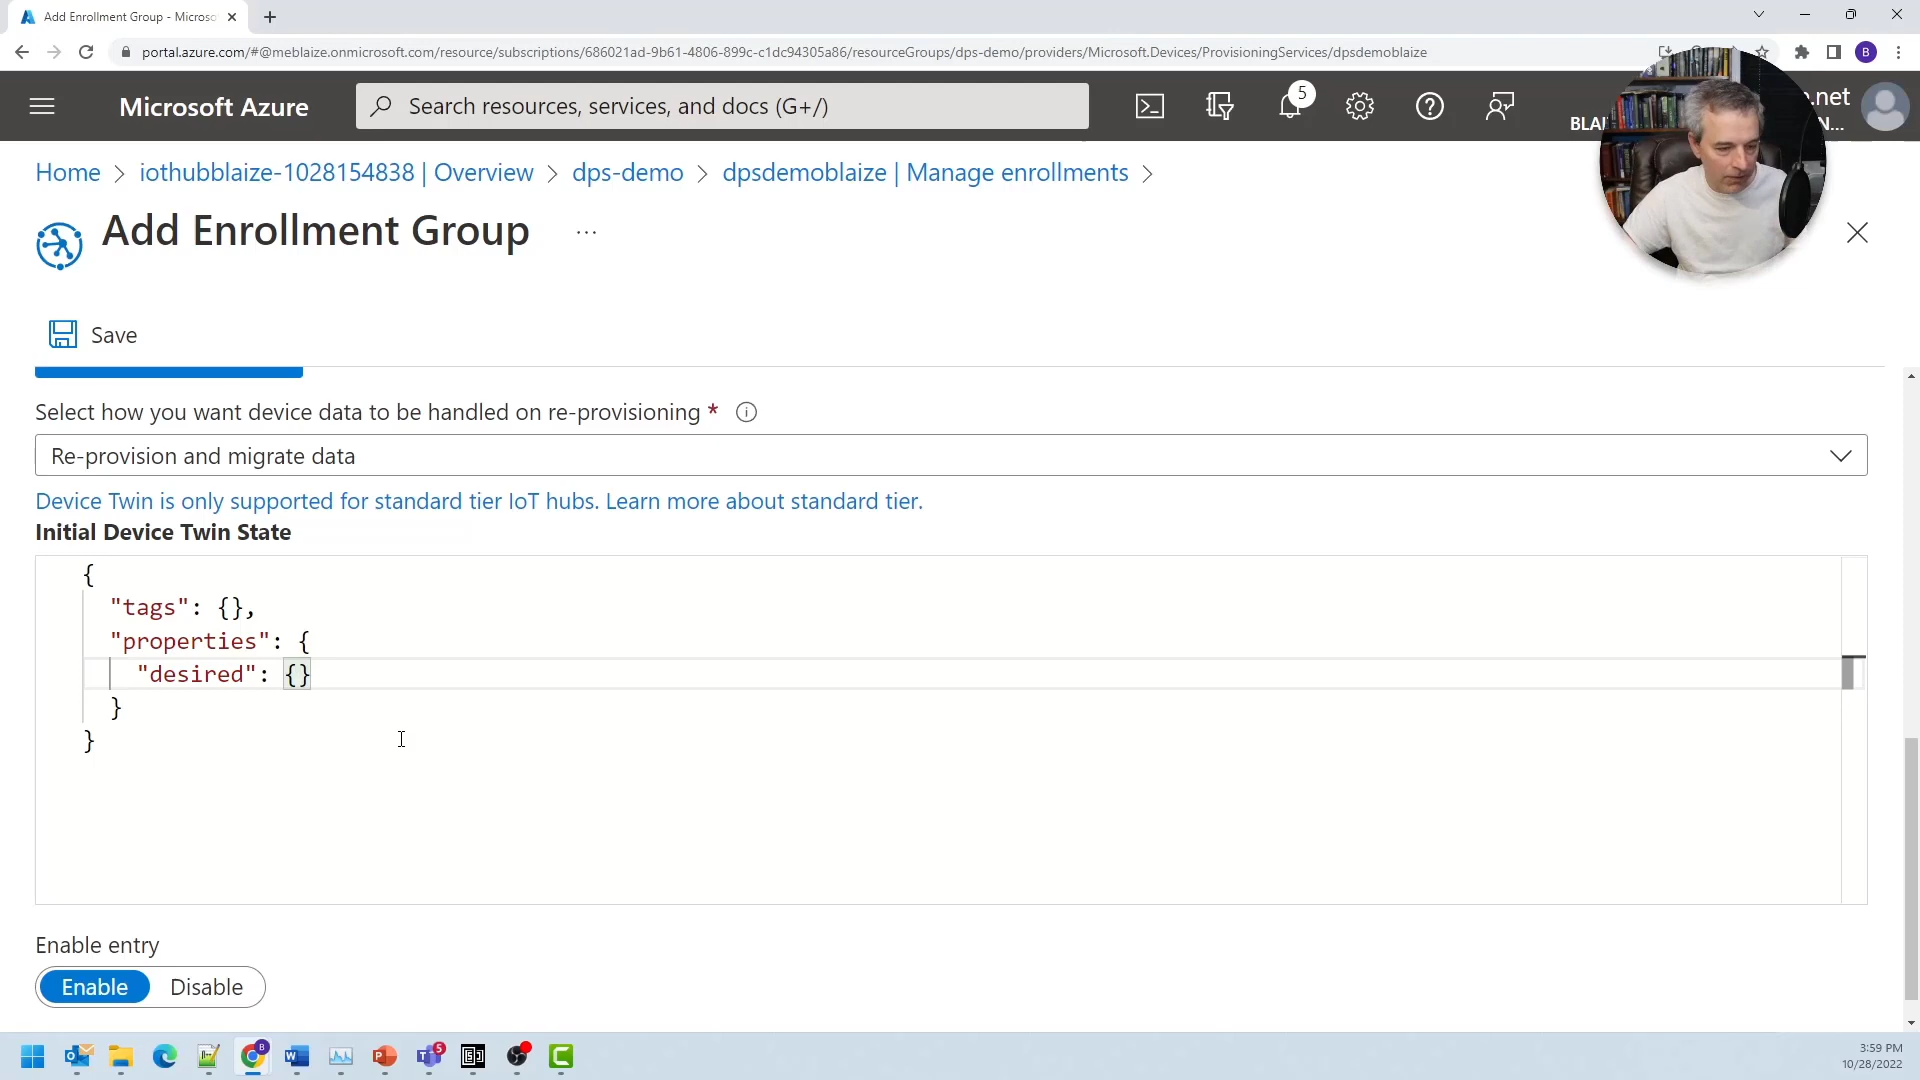 Add Enrollment Group - Microso
portal.azure.com/#@meblaize.onmicrosoft.com/resource/subscriptions/686021ad-9b61-4806-899c-c1dc94305a86/resourceGroups/dps-demo/providers/Microsoft.Devices/ProvisioningServices/dpsdemoblaize
B
Microsoft Azure
Search resources, services, and docs (G+/)
5
.net
BLAI
N...
Home > iothubblaize-1028154838 | Overview > dps-demo > dpsdemoblaize | Manage enrollments >
Add Enrollment Group ...
Save
Select how you want device data to be handled on re-provisioning *
Re-provision and migrate data
Device Twin is only supported for standard tier IoT hubs. Learn more about standard tier.
Initial Device Twin State
{
"tags": {},
"properties": {
"desired": {}
}
}
Enable entry
Enable Disable
3:59 PM
10/28/2022